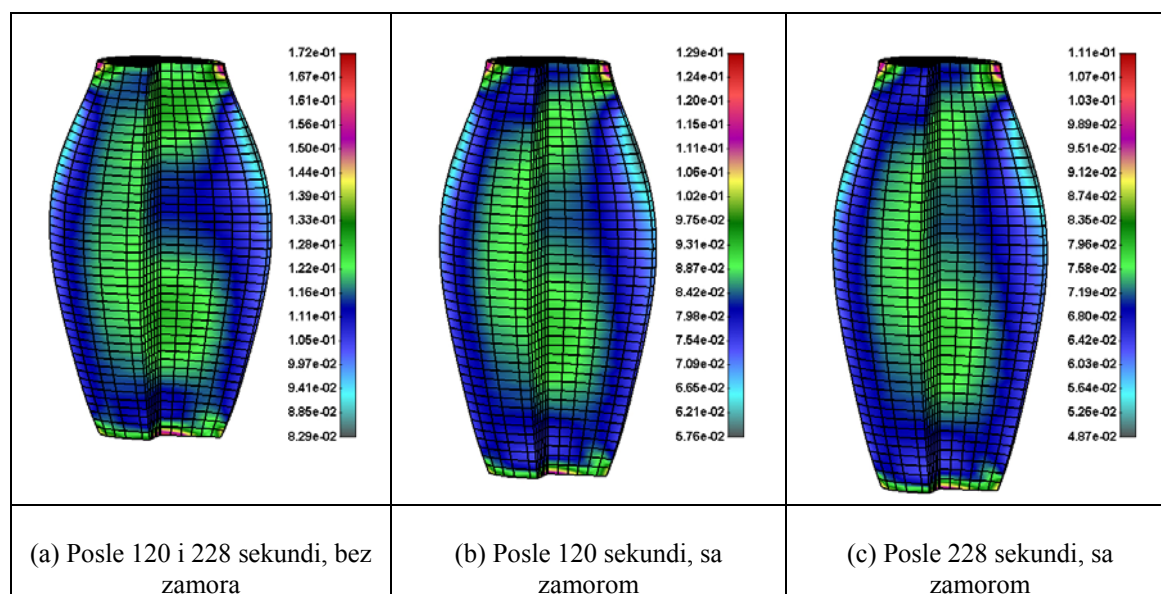 1.72e-01
1.67e-01
1.61e-01
1.56e-01
1.50e-01
1.44e-01
1.39e-01
1.33e-01
1.28e-01
1.22e-01
1.16e-01
1.11e-01
1.05e-01
9.97e-02
9.41e-02
8.85e-02
8.29e-02
1.29e-01
1.24e-01
1.20e-01
1.15e-01
1.11e-01
1.06e-01
1.02e-01
9.75e-02
9.31e-02
8.87e-02
8.42e-02
7.98e-02
7.54e-02
7.09e-02
6.65e-02
6.21e-02
5.76e-02
1.11e-01
1.07e-01
1.03e-01
9.89e-02
9.51e-02
9.12e-02
8.74e-02
8.35e-02
7.96e-02
7.58e-02
7.19e-02
6.80e-02
6.42e-02
6.03e-02
5.64e-02
5.26e-02
4.87e-02
(a) Posle 120 i 228 sekundi, bez
zamora
(b) Posle 120 sekundi, sa
zamorom
(c) Posle 228 sekundi, sa
zamorom